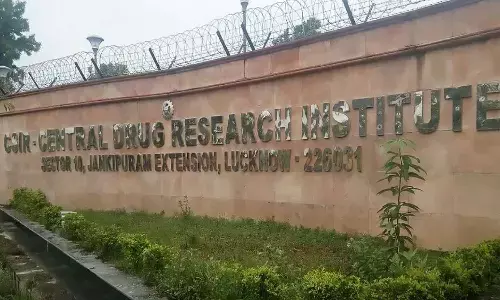 CSIR - CENTRAL DRUG RESEARCH INSTITUTE
SECTOR 10, JANKIPURAM EXTENSION, LUCKNOW - 226031